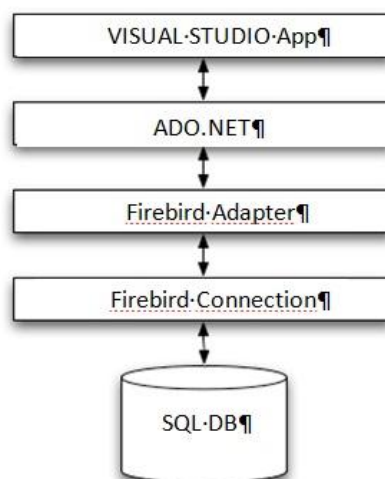 VISUAL·STUDIO·App¶
ADO.NET¶
Firebird·Adapter¶
Firebird·Connection¶
SQL·DB¶